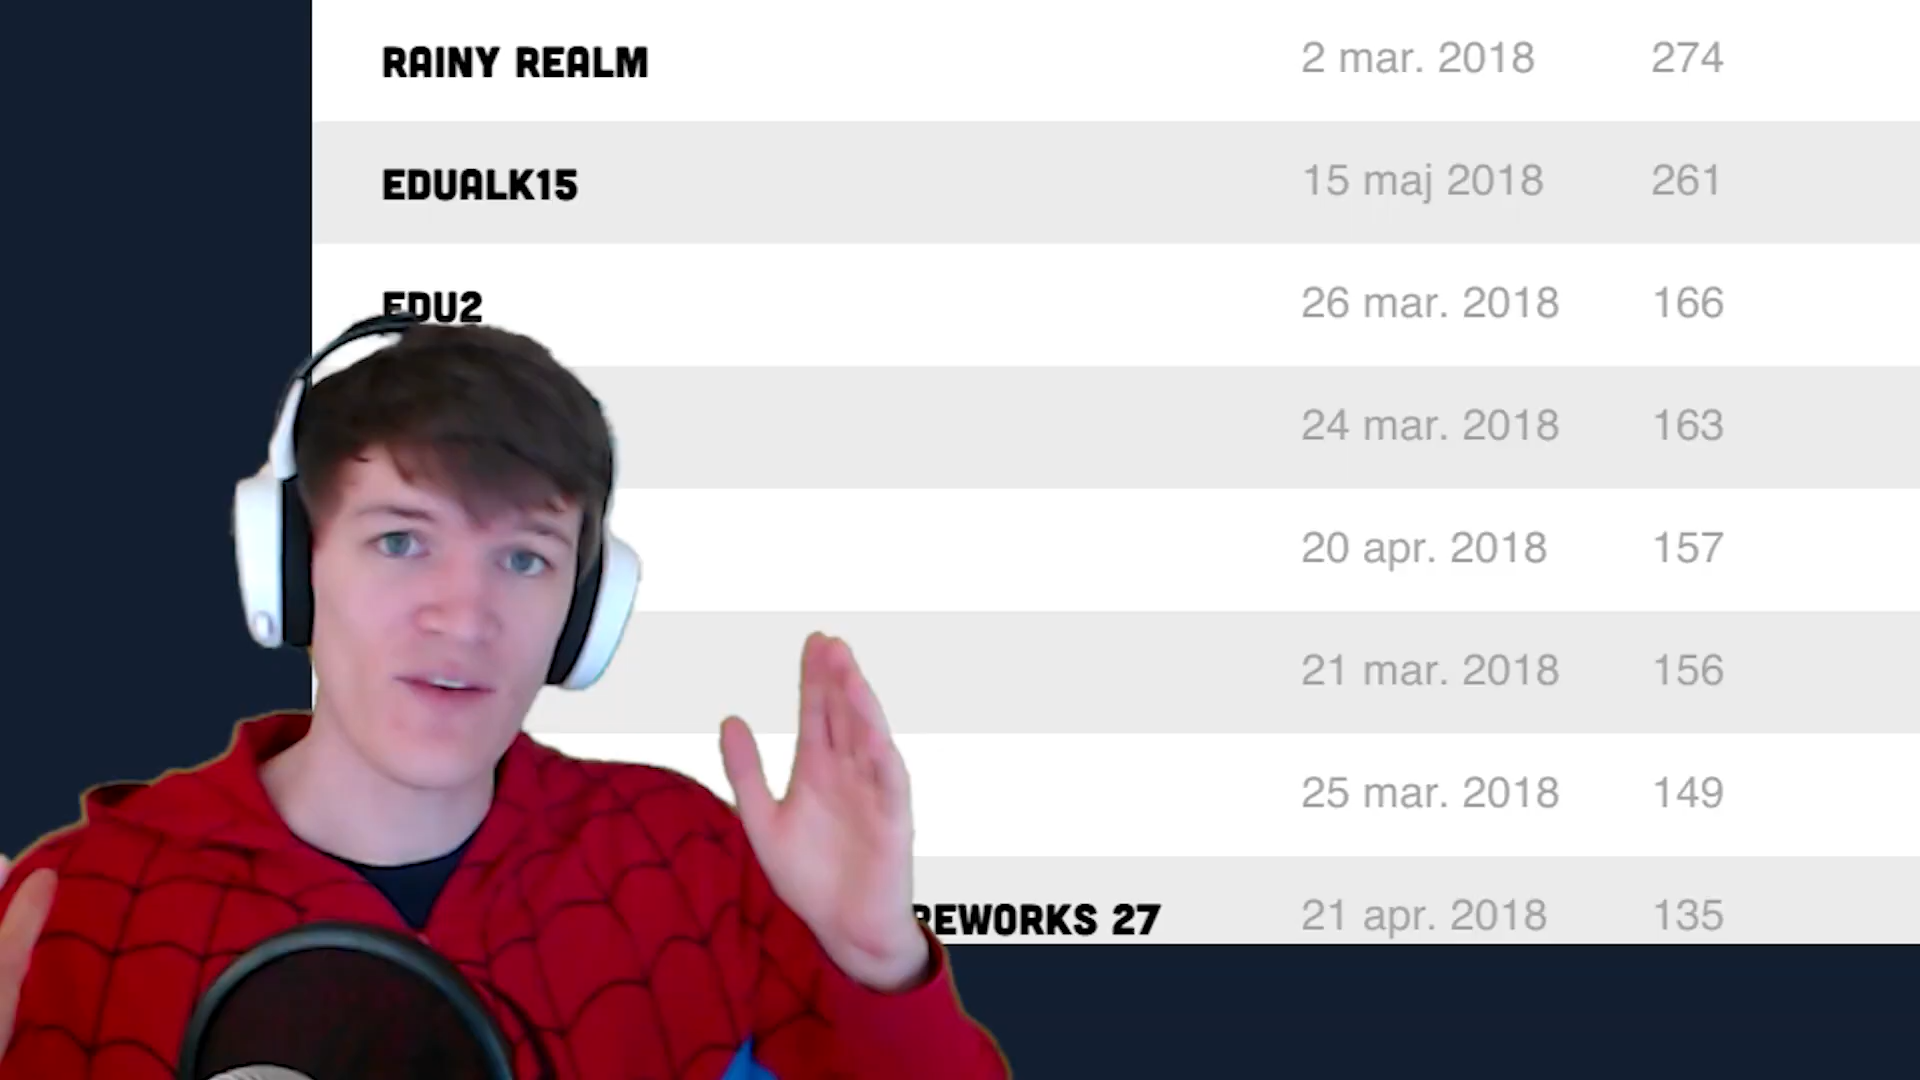 RAINY REALM 2 mar. 2018 274
EDUALK15 15 maj 2018 261
EDU2 26 mar. 2018 166
24 mar. 2018 163
20 apr. 2018 157
21 mar. 2018 156
25 mar. 2018 149
REWORKS 27 21 apr. 2018 135